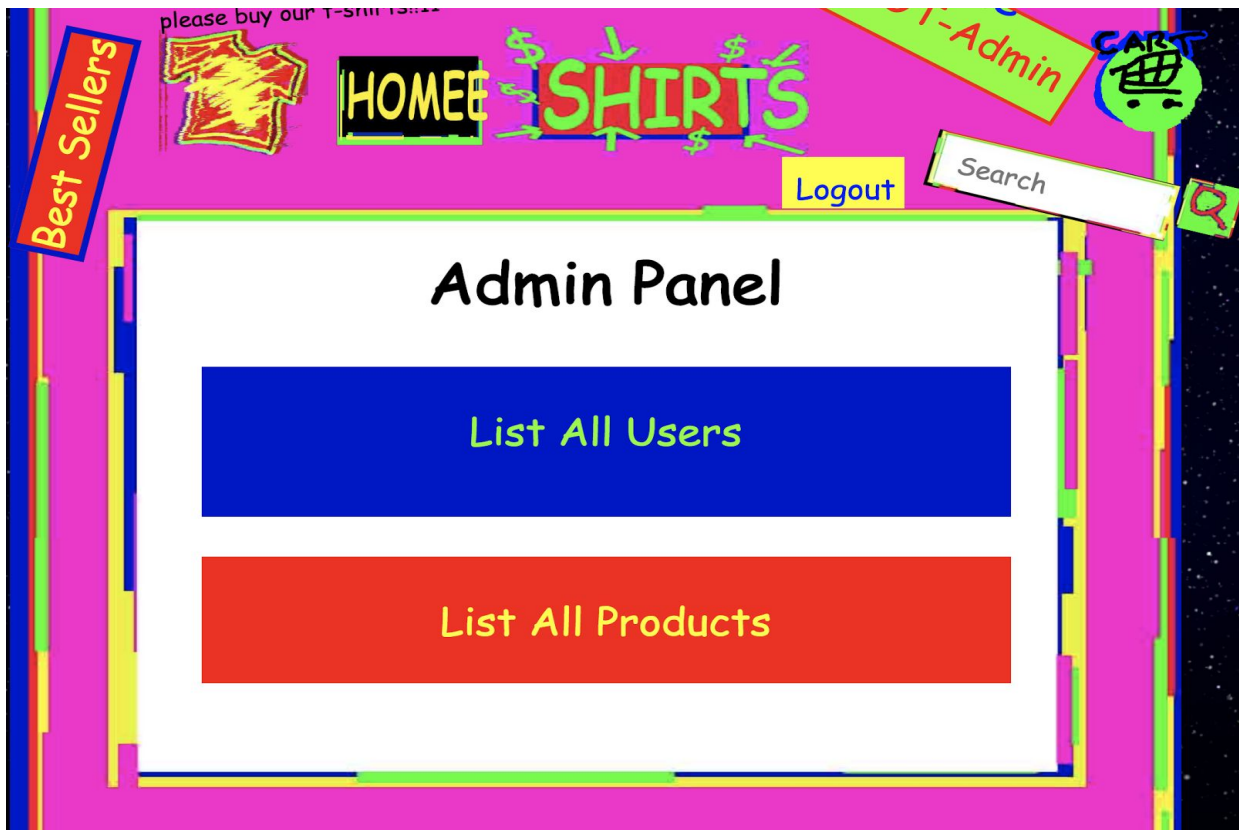 please buy our t-shirts!!11
Best Sellers
HOMEE
$ SHIRTS $
$
$
-Admin
CART
Logout
Search
Admin Panel
List All Users
List All Products